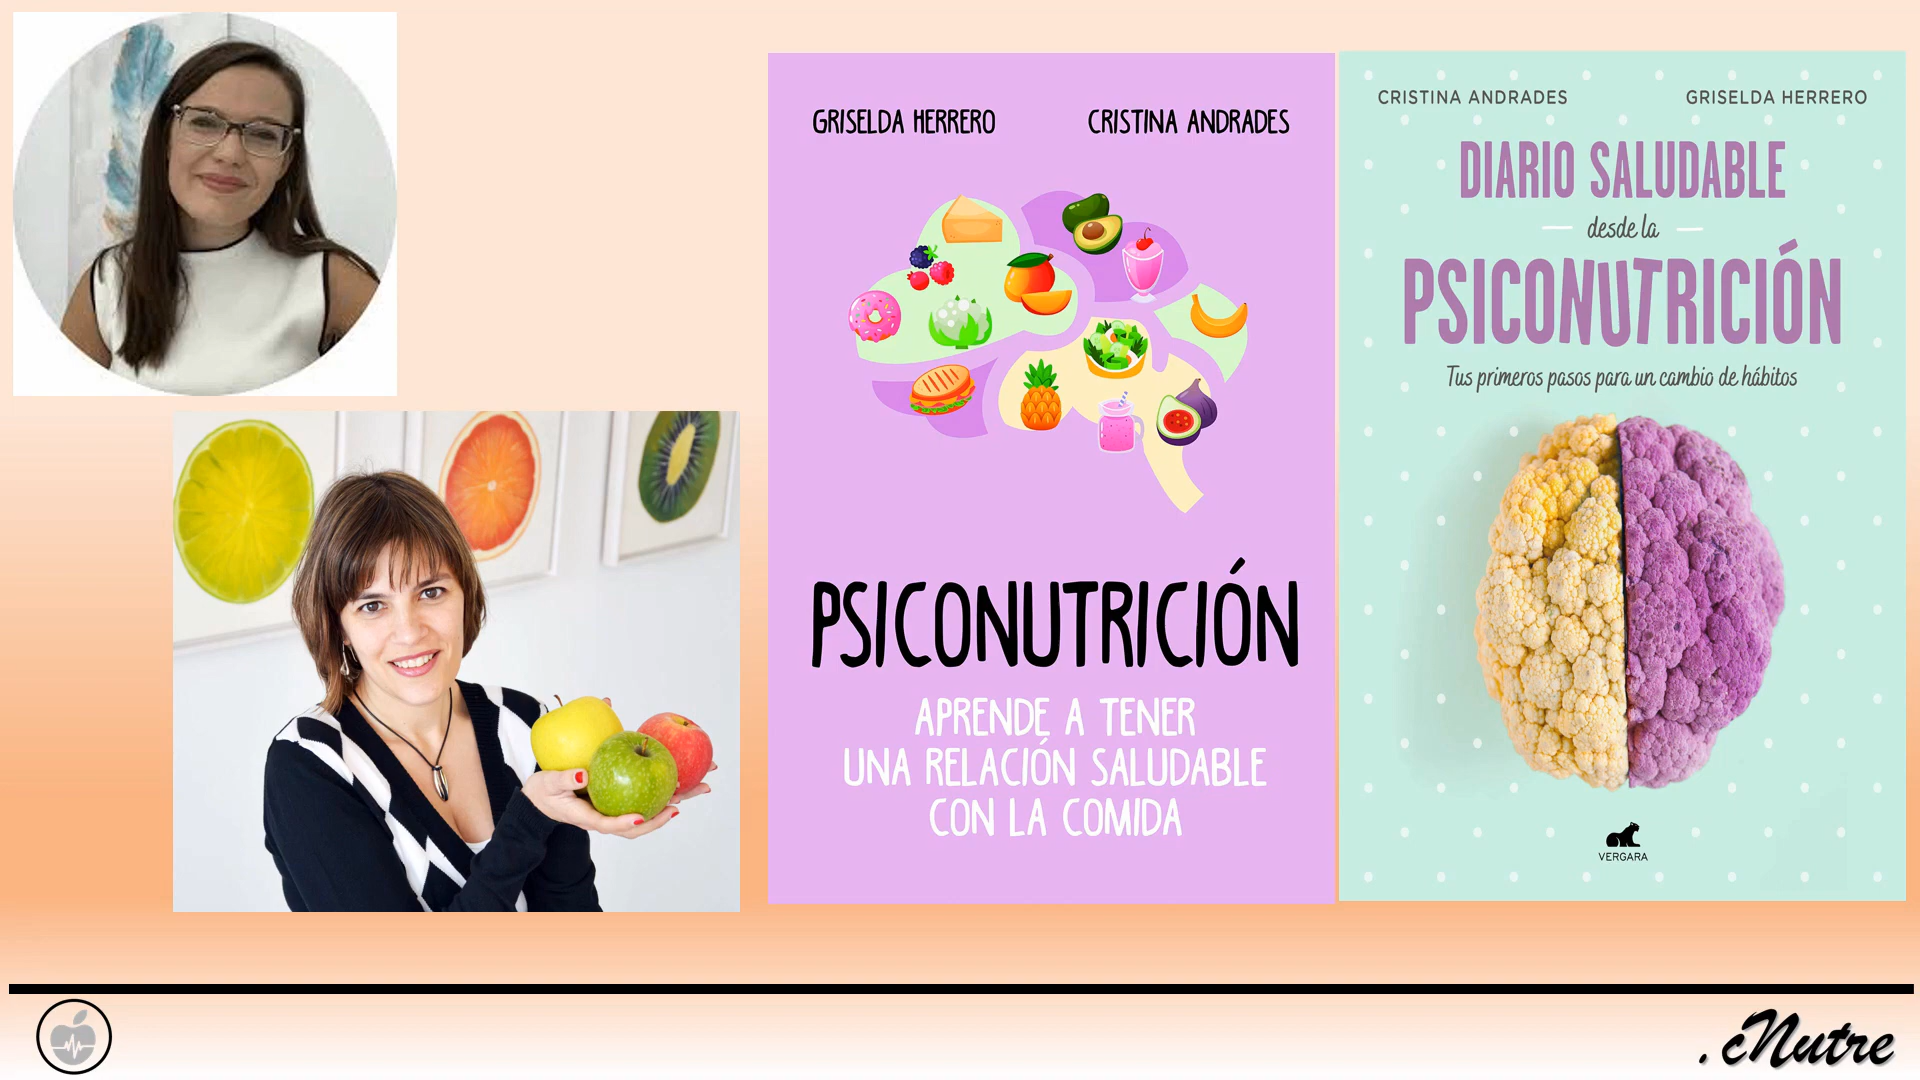 GRISELDA HERRERO CRISTINA ANDRADES
PSICONUTRICIÓN
APRENDE A TENER
UNA RELACIÓN SALUDABLE
CON LA COMIDA
CRISTINA ANDRADES GRISELDA HERRERO
DIARIO SALUDABLE
desde la
PSICONUTRICIÓN
Tus primeros pasos para un cambio de hábitos
VERGARA
. cNutre